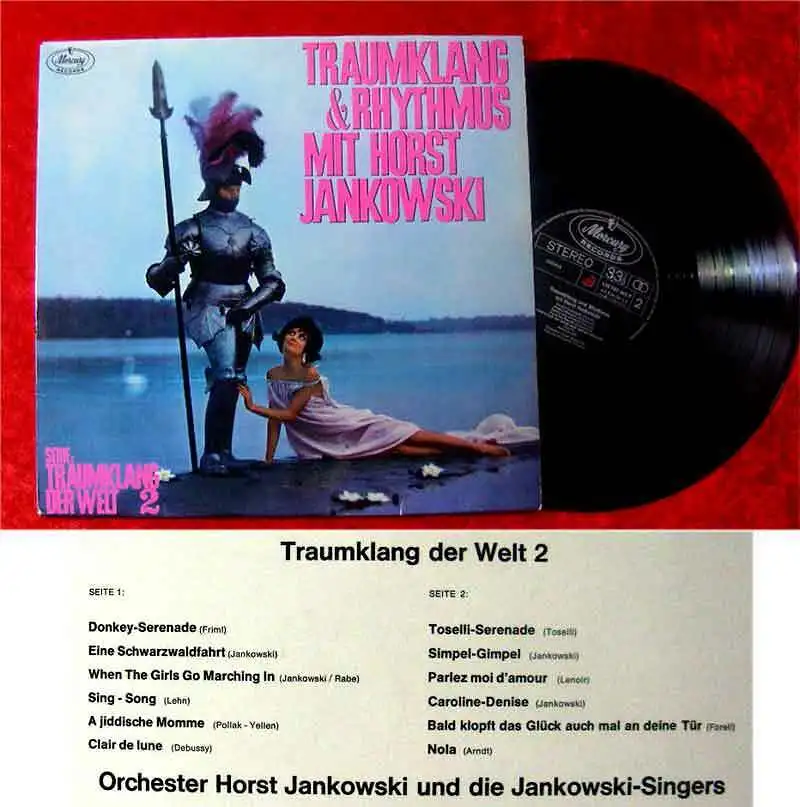 Mercury
RECORDS
TRAUMKLANG
& RHYTHMUS
MIT HORST
JANKOWSKI
SERIE:
TRAUMKLANG
DER WELT 2
Mercury
RECORDS
STEREO 33
2
Traumklang der Welt 2
SEITE 1:
Donkey-Serenade (Friml)
Eine Schwarzwaldfahrt (Jankowski)
When The Girls Go Marching In (Jankowski / Rabe)
Sing - Song (Lehn)
A jiddische Momme (Pollak - Yellen)
Clair de lune (Debussy)
SEITE 2:
Toselli-Serenade (Toselli)
Simpel-Gimpel (Jankowski)
Parlez moi d'amour (Lenoir)
Caroline-Denise (Jankowski)
Bald klopft das Glück auch mal an deine Tür (Forell)
Nola (Arndt)
Orchester Horst Jankowski und die Jankowski-Singers